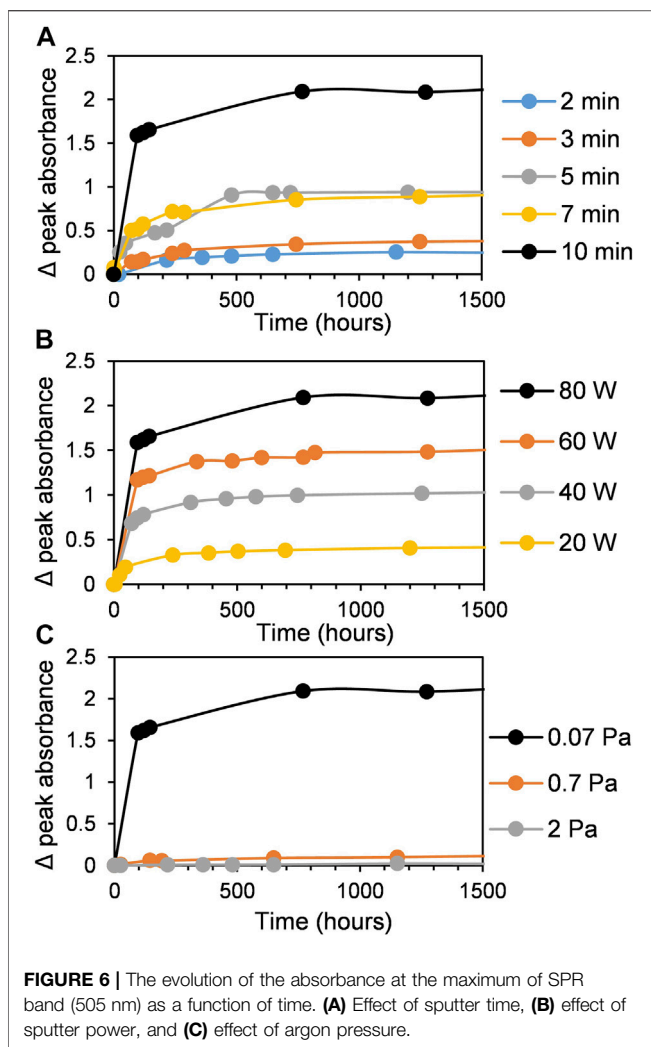 A
2.5
2
1.5
1
0.5
0
0
500
1000
1500
Δ peak absorbance
Time (hours)
2 min
3 min
5 min
7 min
10 min
B
2.5
2
1.5
1
0.5
0
0
500
1000
1500
Δ peak absorbance
Time (hours)
80 W
60 W
40 W
20 W
C
2.5
2
1.5
1
0.5
0
0
500
1000
1500
Δ peak absorbance
Time (hours)
0.07 Pa
0.7 Pa
2 Pa
FIGURE 6 | The evolution of the absorbance at the maximum of SPR
band (505 nm) as a function of time. (A) Effect of sputter time, (B) effect of
sputter power, and (C) effect of argon pressure.